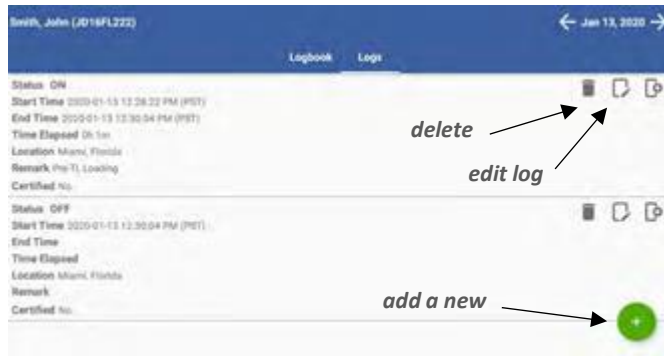 Smith, John (JD16FL222)
Jan 13, 2020
Logbook Logs
Status ON
Start Time 2020-01-13 12:28:22 PM (PST)
End Time 2020-01-13 12:30:04 PM (PST)
Time Elapsed 0h 1m
Location Miami, Florida
Remark Pre-TI, Loading
Certified No
delete
edit log
Status OFF
Start Time 2020-01-13 12:30:04 PM (PST)
End Time
Time Elapsed
Location Miami, Florida
Remark
Certified No
add a new
+